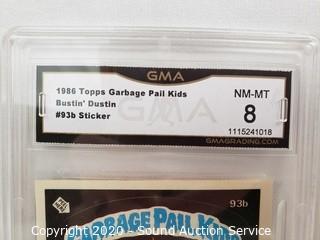 GMA
1986 Topps Garbage Pail Kids
Bustin' Dustin
#93b Sticker
NM-MT
8
1115241018
GMAGRADING.COM
93b
GARBAGE PAIL KIDS
Copyright 2020 - Sound Auction Service